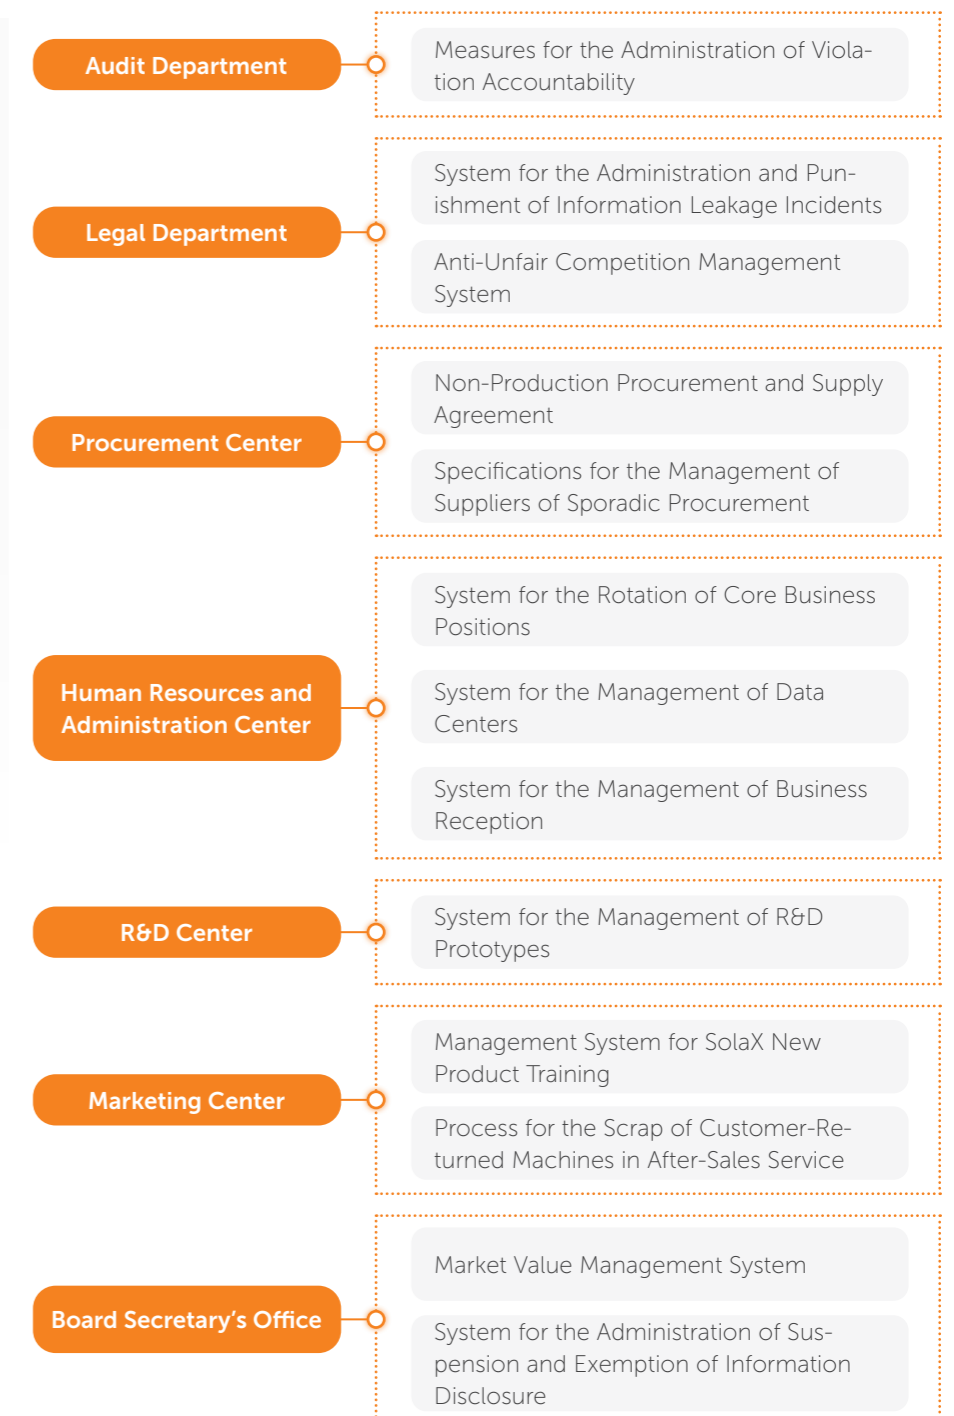 Audit Department
Measures for the Administration of Viola-
tion Accountability
Legal Department
System for the Administration and Pun-
ishment of Information Leakage Incidents
Anti-Unfair Competition Management
System
Procurement Center
Non-Production Procurement and Supply
Agreement
Specifications for the Management of
Suppliers of Sporadic Procurement
Human Resources and
Administration Center
System for the Rotation of Core Business
Positions
System for the Management of Data
Centers
System for the Management of Business
Reception
R&D Center
System for the Management of R&D
Prototypes
Marketing Center
Management System for SolaX New
Product Training
Process for the Scrap of Customer-Re-
turned Machines in After-Sales Service
Board Secretary's Office
Market Value Management System
System for the Administration of Sus-
pension and Exemption of Information
Disclosure